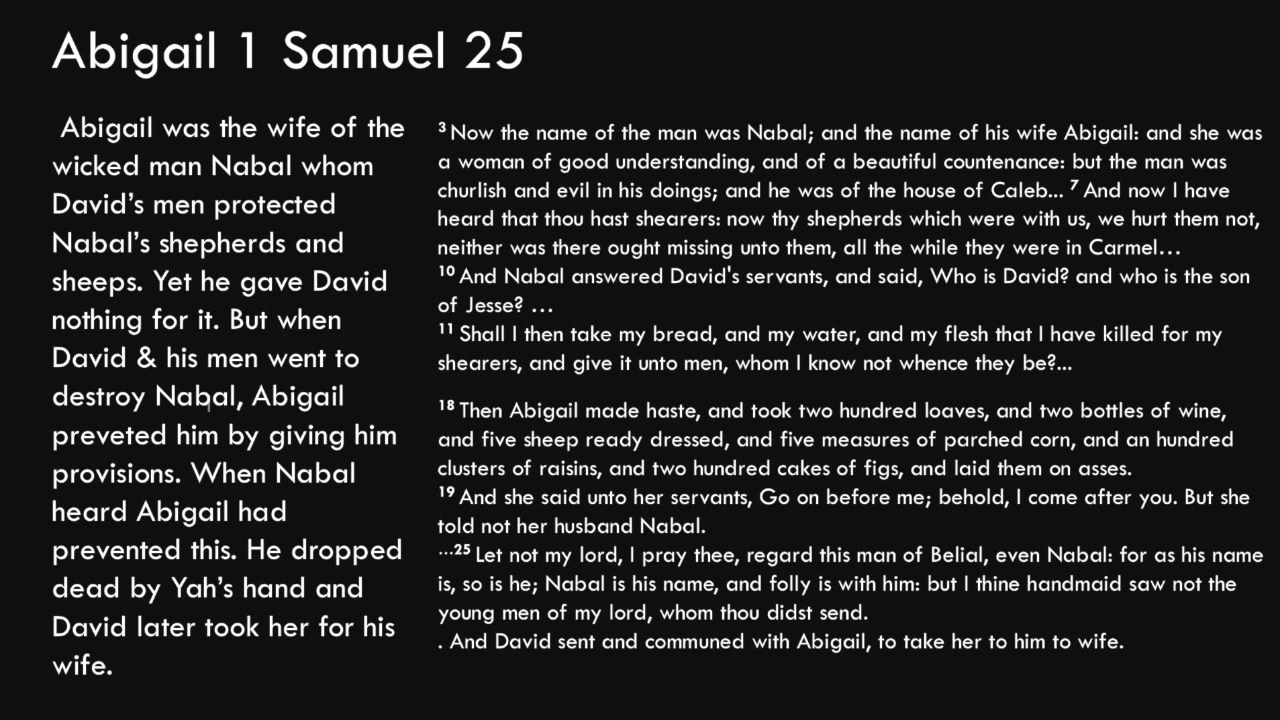 Abigail 1 Samuel 25
Abigail was the wife of the
wicked man Nabal whom
David’s men protected
Nabal’s shepherds and
sheeps. Yet he gave David
nothing for it. But when
David & his men went to
destroy Nabal, Abigail
preveted him by giving him
provisions. When Nabal
heard Abigail had
prevented this. He dropped
dead by Yah’s hand and
David later took her for his
wife.
3 Now the name of the man was Nabal; and the name of his wife Abigail: and she was
a woman of good understanding, and of a beautiful countenance: but the man was
churlish and evil in his doings; and he was of the house of Caleb... 7 And now I have
heard that thou hast shearers: now thy shepherds which were with us, we hurt them not,
neither was there ought missing unto them, all the while they were in Carmel…
10 And Nabal answered David's servants, and said, Who is David? and who is the son
of Jesse? …
11 Shall I then take my bread, and my water, and my flesh that I have killed for my
shearers, and give it unto men, whom I know not whence they be?...
18 Then Abigail made haste, and took two hundred loaves, and two bottles of wine,
and five sheep ready dressed, and five measures of parched corn, and an hundred
clusters of raisins, and two hundred cakes of figs, and laid them on asses.
19 And she said unto her servants, Go on before me; behold, I come after you. But she
told not her husband Nabal.
…25 Let not my lord, I pray thee, regard this man of Belial, even Nabal: for as his name
is, so is he; Nabal is his name, and folly is with him: but I thine handmaid saw not the
young men of my lord, whom thou didst send.
. And David sent and communed with Abigail, to take her to him to wife.